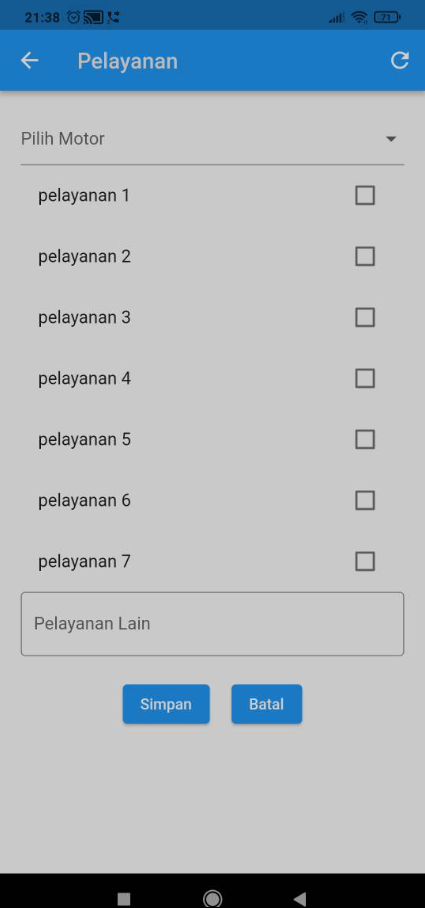 21:38
71
Pelayanan
Pilih Motor
pelayanan 1
pelayanan 2
pelayanan 3
pelayanan 4
pelayanan 5
pelayanan 6
pelayanan 7
Pelayanan Lain
Simpan
Batal